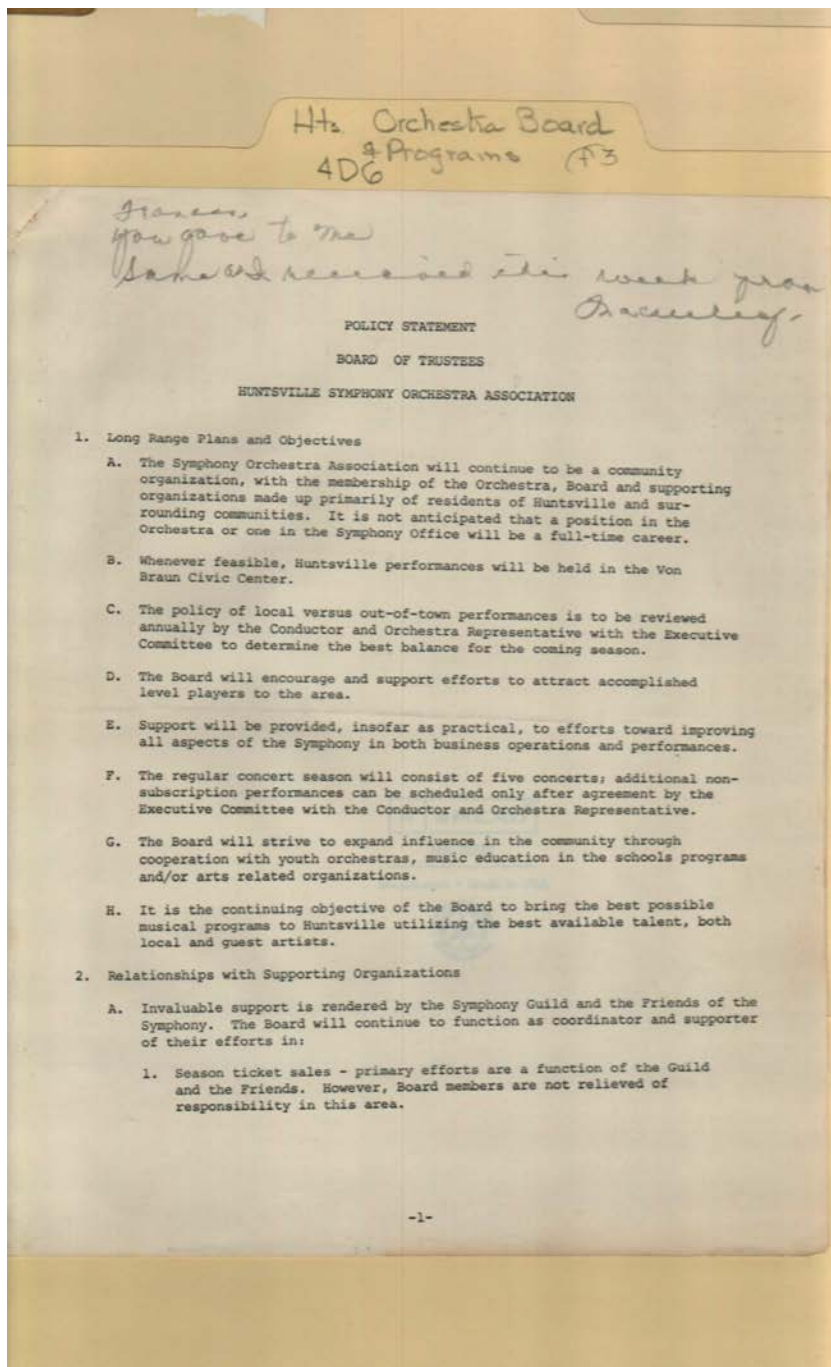 Hts. Orchestra Board
& Programs
4D6 F3
you gave to me
Same as I received this week from
POLICY STATEMENT
BOARD OF TRUSTEES
HUNTSVILLE SYMPHONY ORCHESTRA ASSOCIATION
1. Long Range Plans and Objectives
A. The Symphony Orchestra Association will continue to be a community
organization, with the membership of the Orchestra, Board and supporting
organizations made up primarily of residents of Huntsville and sur-
rounding communities. It is not anticipated that a position in the
Orchestra or one in the Symphony Office will be a full-time career.
B. Whenever feasible, Huntsville performances will be held in the Von
Braun Civic Center.
C. The policy of local versus out-of-town performances is to be reviewed
annually by the Conductor and Orchestra Representative with the Executive
Committee to determine the best balance for the coming season.
D. The Board will encourage and support efforts to attract accomplished
level players to the area.
E. Support will be provided, insofar as practical, to efforts toward improving
all aspects of the Symphony in both business operations and performances.
F. The regular concert season will consist of five concerts; additional non-
subscription performances can be scheduled only after agreement by the
Executive Committee with the Conductor and Orchestra Representative.
G. The Board will strive to expand influence in the community through
cooperation with youth orchestras, music education in the schools programs
and/or arts related organizations.
H. It is the continuing objective of the Board to bring the best possible
musical programs to Huntsville utilizing the best available talent, both
local and guest artists.
2. Relationships with Supporting Organizations
A. Invaluable support is rendered by the Symphony Guild and the Friends of the
Symphony. The Board will continue to function as coordinator and supporter
of their efforts in:
1. Season ticket sales - primary efforts are a function of the Guild
and the Friends. However, Board members are not relieved of
responsibility in this area.
-1-